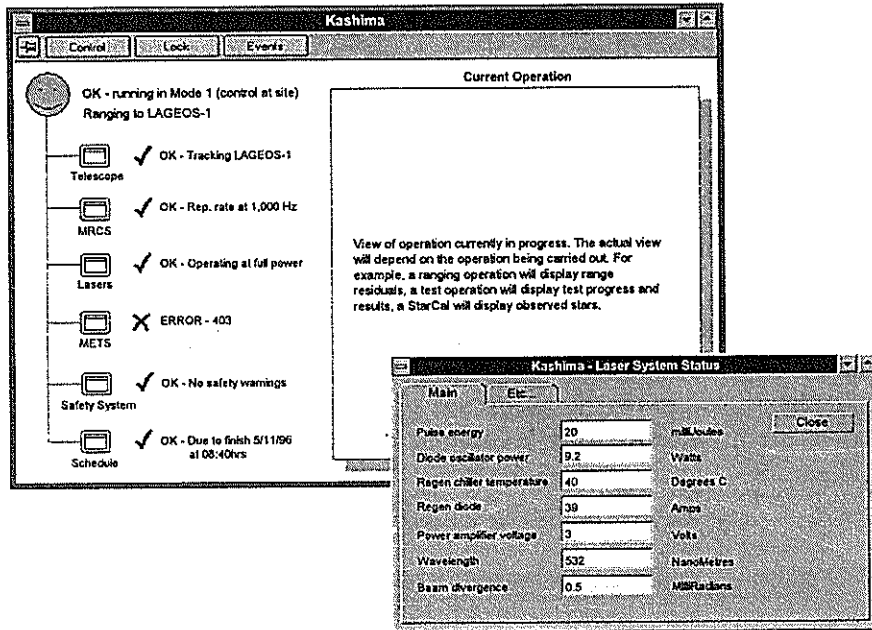 Kashima
Control Lock Events
OK - running in Mode 1 (control at site)
Ranging to LAGEOS-1
OK - Tracking LAGEOS-1
Telescope
OK - Rep. rate at 1,000 Hz
MRCS
OK - Operating at full power
Lasers
ERROR - 403
METS
OK - No safety warnings
Safety System
OK - Due to finish 5/11/96
at 08:40hrs
Schedule
Current Operation
View of operation currently in progress. The actual view
will depend on the operation being carried out. For
example, a ranging operation will display range
residuals, a test operation will display test progress and
results, a StarCal will display observed stars.
Kashima - Laser System Status
Main Etc...
Close
Pulse energy 20 milliJoules
Diode oscillator power 9.2 Watts
Regen chiller temperature 40 Degrees C
Regen diode 39 Amps
Power amplifier voltage 3 Volts
Wavelength 532 NanoMetres
Beam divergence 0.5 MilliRadians